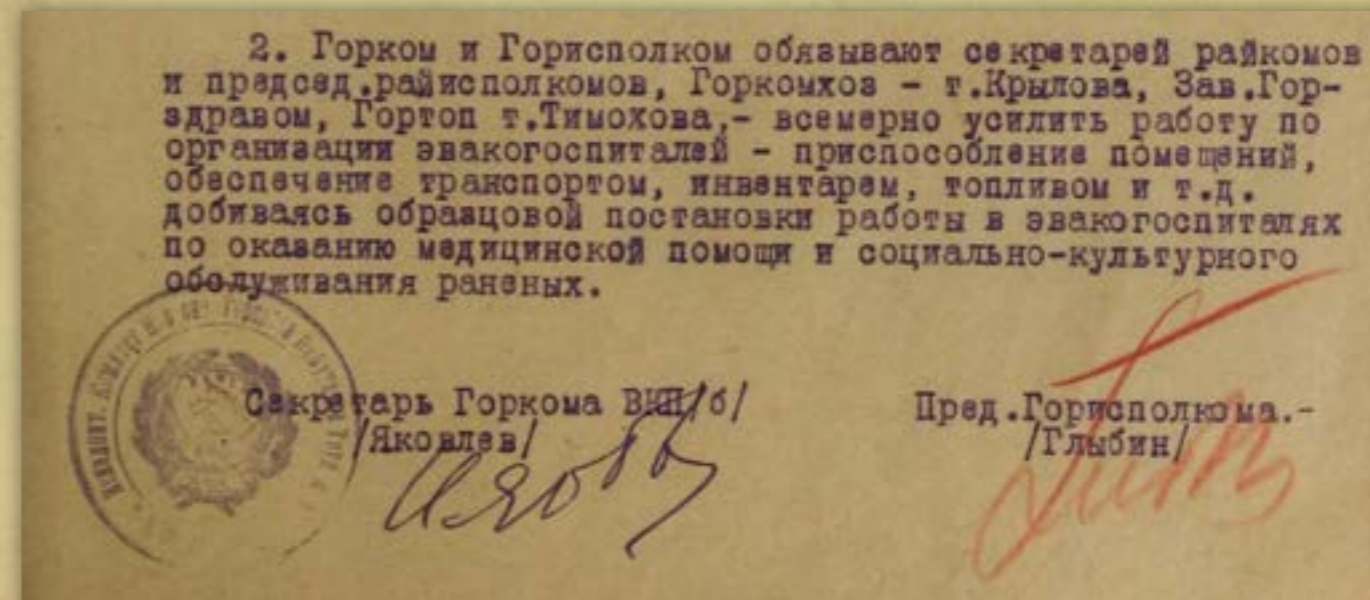 2. Горком и Горисполком обязывают секретарей райкомов
и председ.райисполкомов, Горкомхоз - т.Крылова, Зав.Гор-
здравом, Гортоп т.Тимохова,- всемерно усилить работу по
организации эвакогоспиталей - приспособление помещений,
обеспечение транспортом, инвентарем, топливом и т.д.
добиваясь образцовой постановки работы в эвакогоспиталях
по оказанию медицинской помощи и социально-культурного
обслуживания раненых.
Секретарь Горкома ВКП/б/
/Яковлев/
Пред.Горисполкома.-
/Глыбин/